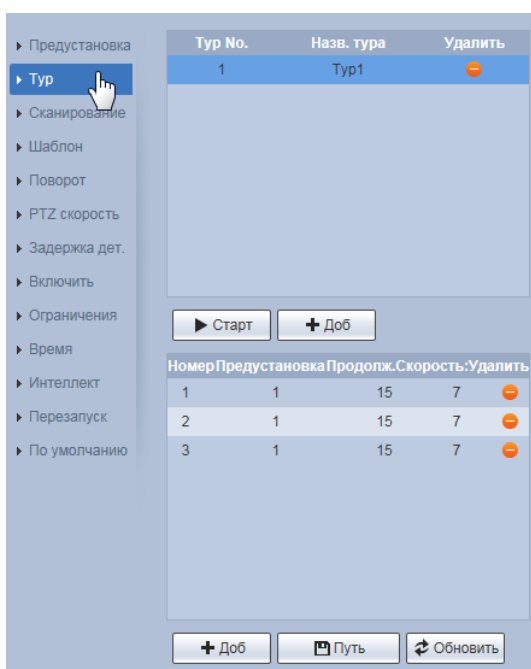 Предустановка
Тур
Сканирование
Шаблон
Поворот
PTZ скорость
Задержка дет.
Включить
Ограничения
Время
Интеллект
Перезапуск
По умолчанию
Тур No. Назв. тура Удалить
1 Тур1
Старт Доб
Номер Предустановка Продолж. Скорость: Удалить
1 1 15 7
2 1 15 7
3 1 15 7
Доб Путь Обновить